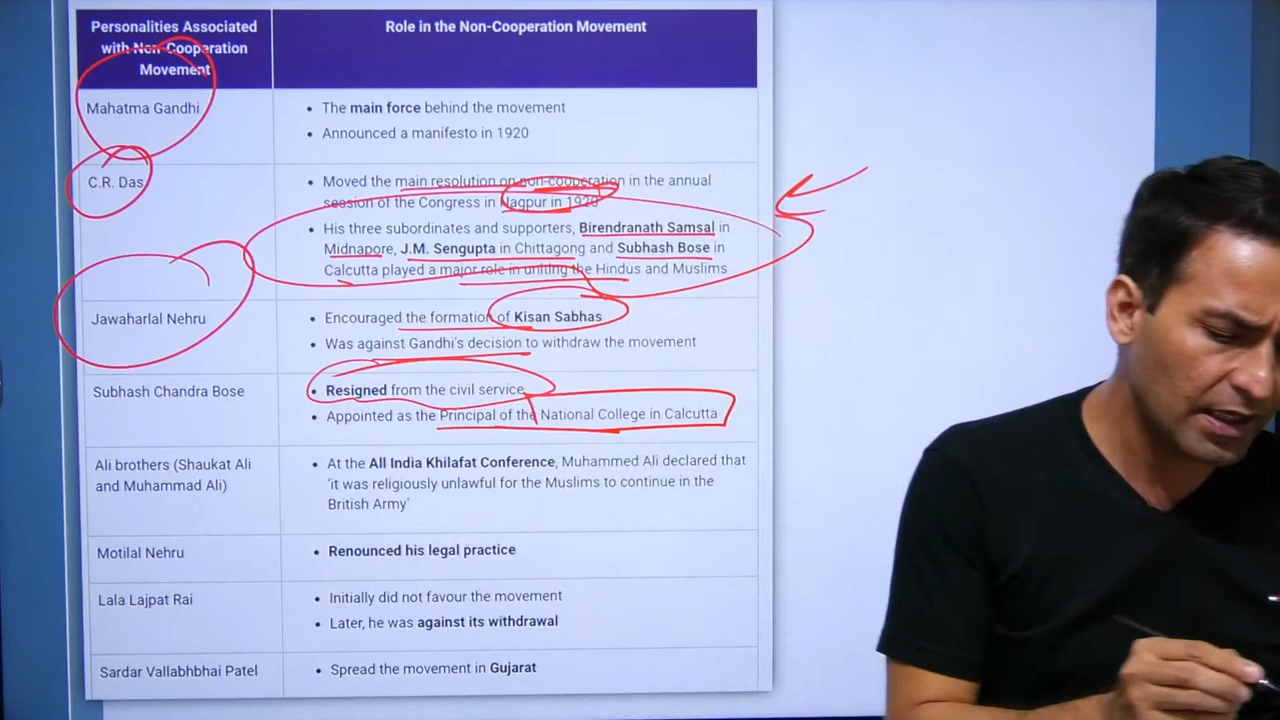 Personalities Associated
with Non-Cooperation
Movement
Role in the Non-Cooperation Movement
Mahatma Gandhi
• The main force behind the movement
• Announced a manifesto in 1920
C.R. Das
• Moved the main resolution on non-cooperation in the annual
session of the Congress in Nagpur in 1920
• His three subordinates and supporters, Birendranath Samsal in
Midnapore, J.M. Sengupta in Chittagong and Subhash Bose in
Calcutta played a major role in uniting the Hindus and Muslims
Jawaharlal Nehru
• Encouraged the formation of Kisan Sabhas
• Was against Gandhi's decision to withdraw the movement
Subhash Chandra Bose
• Resigned from the civil service
• Appointed as the Principal of the National College in Calcutta
Ali brothers (Shaukat Ali
and Muhammad Ali)
• At the All India Khilafat Conference, Muhammed Ali declared that
'it was religiously unlawful for the Muslims to continue in the
British Army'
Motilal Nehru
• Renounced his legal practice
Lala Lajpat Rai
• Initially did not favour the movement
• Later, he was against its withdrawal
Sardar Vallabhbhai Patel
• Spread the movement in Gujarat